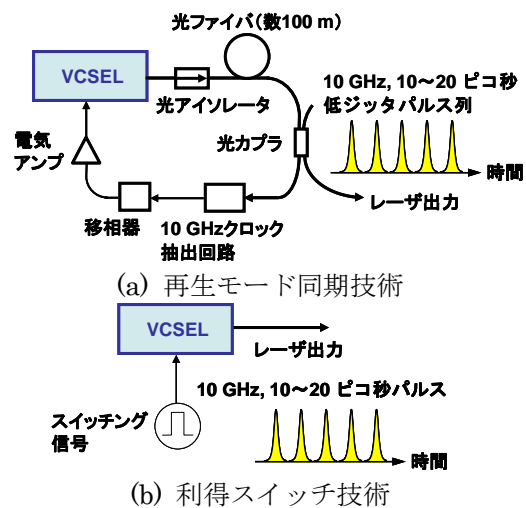 光ファイバ(数100 m)
VCSEL
光アイソレータ
10 GHz, 10～20 ピコ秒
低ジッタパルス列
光カプラ
電気
アンプ
時間
レーザ出力
移相器
10 GHzクロック
抽出回路
(a) 再生モード同期技術
VCSEL
レーザ出力
10 GHz, 10～20 ピコ秒パルス
スイッチング
信号
時間
(b) 利得スイッチ技術